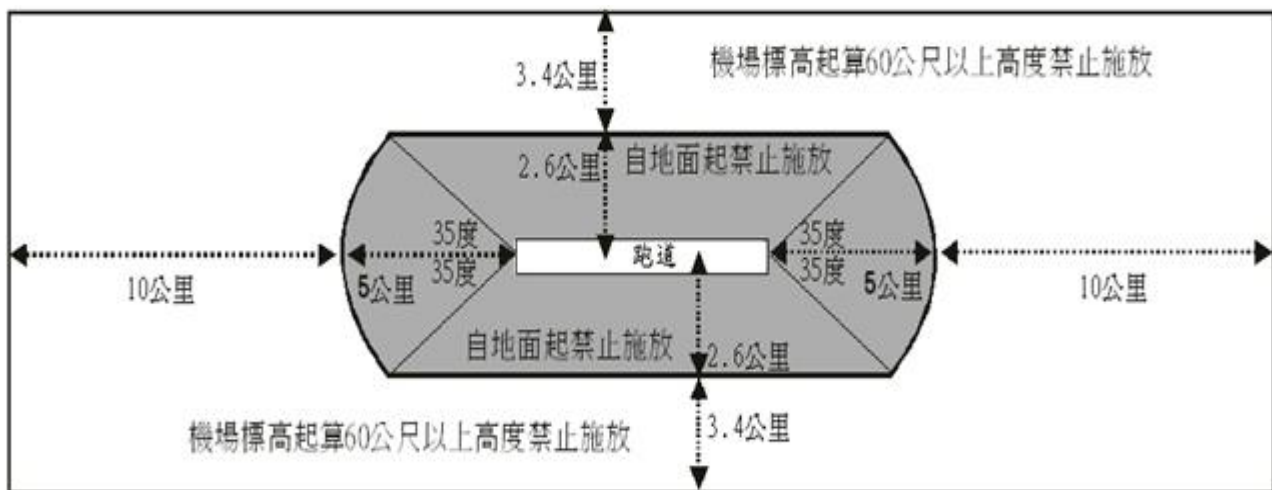 機場標高起算60公尺以上高度禁止施放
3.4公里
2.6公里
自地面起禁止施放
35度
跑道
35度
35度
35度
10公里
5公里
5公里
10公里
自地面起禁止施放
2.6公里
機場標高起算60公尺以上高度禁止施放
3.4公里